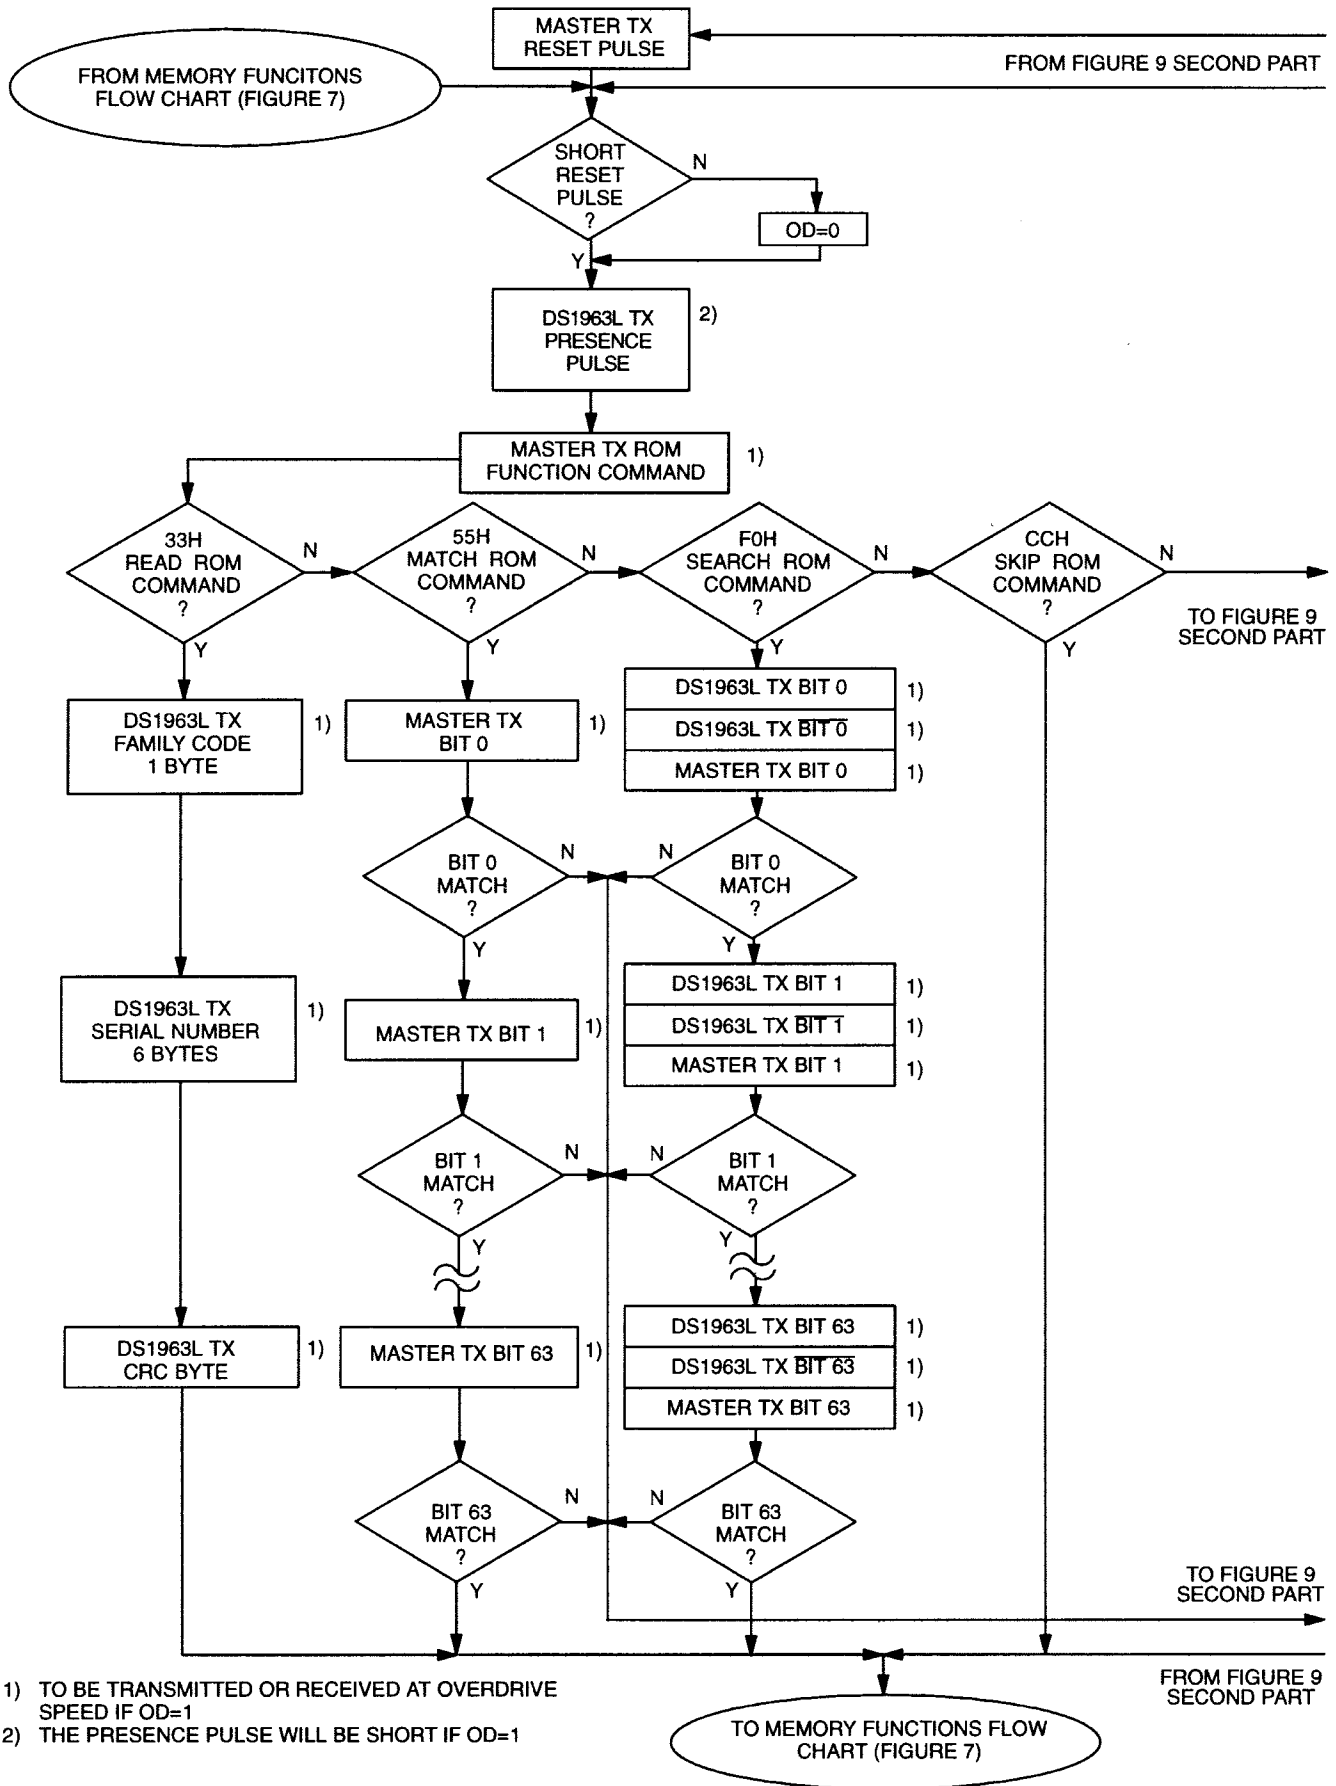 MASTER TX
RESET PULSE
FROM FIGURE 9 SECOND PART
FROM MEMORY FUNCITONS
FLOW CHART (FIGURE 7)
SHORT
RESET
PULSE
?
N
OD=0
Y
DS1963L TX
PRESENCE
PULSE
2)
MASTER TX ROM
FUNCTION COMMAND
1)
33H
READ ROM
COMMAND
?
N
Y
55H
MATCH ROM
COMMAND
?
N
Y
F0H
SEARCH ROM
COMMAND
?
N
Y
CCH
SKIP ROM
COMMAND
?
N
Y
TO FIGURE 9
SECOND PART
DS1963L TX
FAMILY CODE
1 BYTE
1)
MASTER TX
BIT 0
1)
DS1963L TX BIT 0
1)
DS1963L TX BIT 0
1)
MASTER TX BIT 0
1)
BIT 0
MATCH
?
N
Y
N
BIT 0
MATCH
?
Y
DS1963L TX
SERIAL NUMBER
6 BYTES
1)
MASTER TX BIT 1
1)
DS1963L TX BIT 1
1)
DS1963L TX BIT 1
1)
MASTER TX BIT 1
1)
BIT 1
MATCH
?
N
Y
N
BIT 1
MATCH
?
Y
DS1963L TX
CRC BYTE
1)
MASTER TX BIT 63
1)
DS1963L TX BIT 63
1)
DS1963L TX BIT 63
1)
MASTER TX BIT 63
1)
BIT 63
MATCH
?
N
Y
N
BIT 63
MATCH
?
Y
TO FIGURE 9
SECOND PART
FROM FIGURE 9
SECOND PART
1) TO BE TRANSMITTED OR RECEIVED AT OVERDRIVE
SPEED IF OD=1
2) THE PRESENCE PULSE WILL BE SHORT IF OD=1
TO MEMORY FUNCTIONS FLOW
CHART (FIGURE 7)